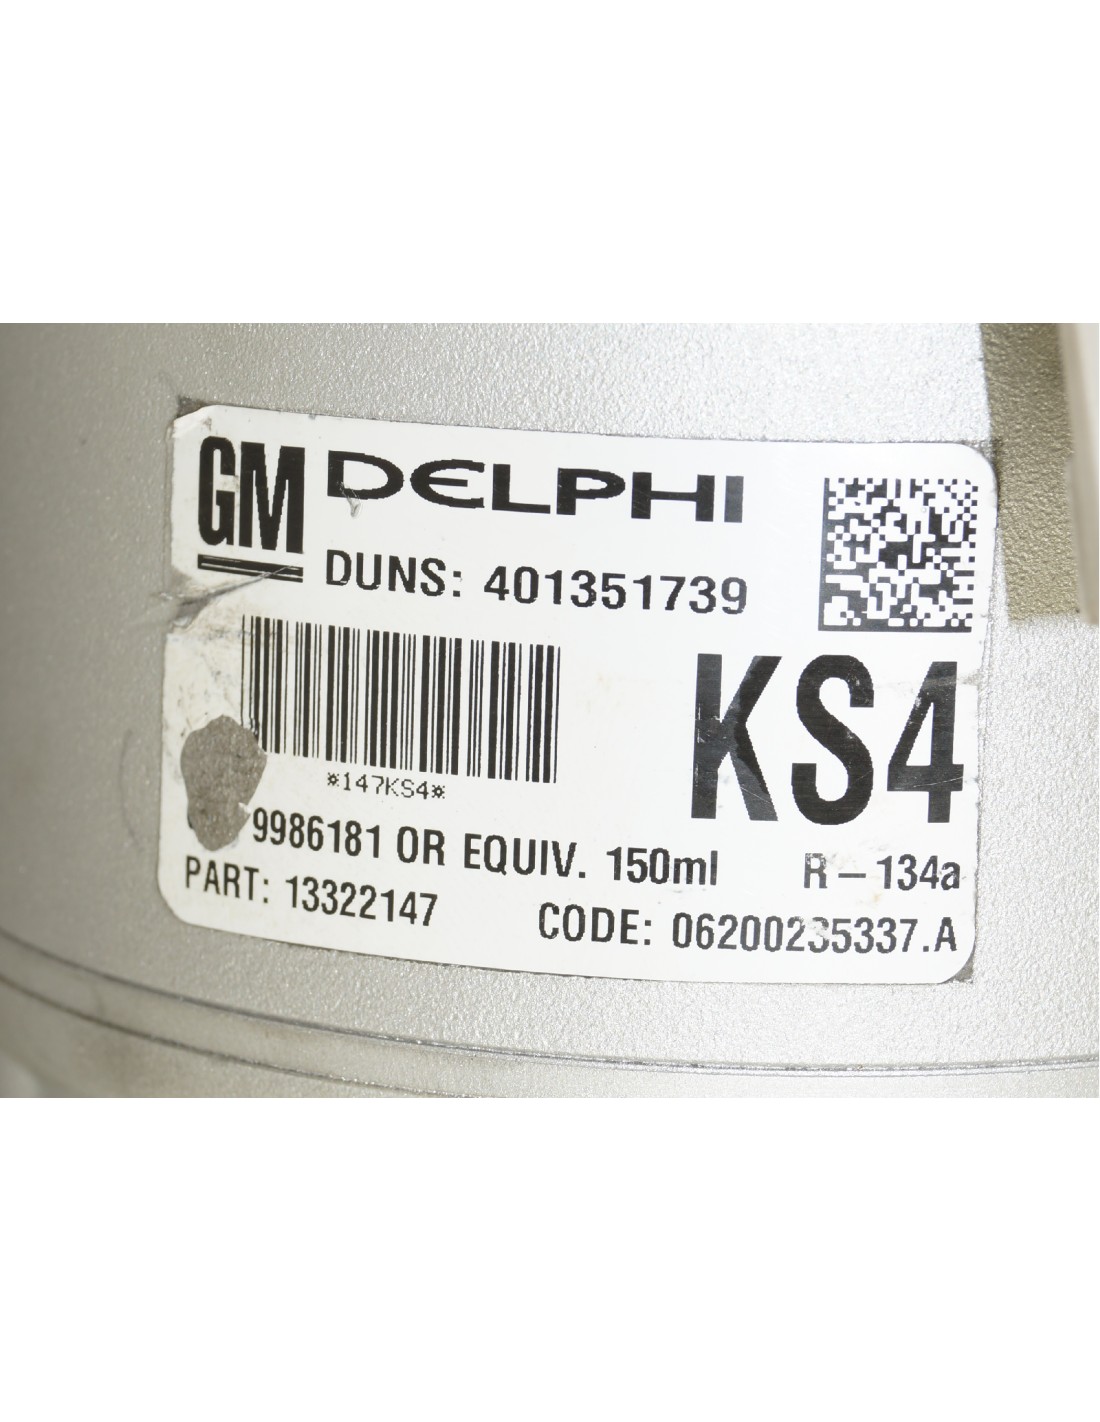 GM DELPHI
DUNS: 401351739
*147KS4*
KS4
9986181 OR EQUIV. 150ml R-134a
PART: 13322147
CODE: 06200235337.A